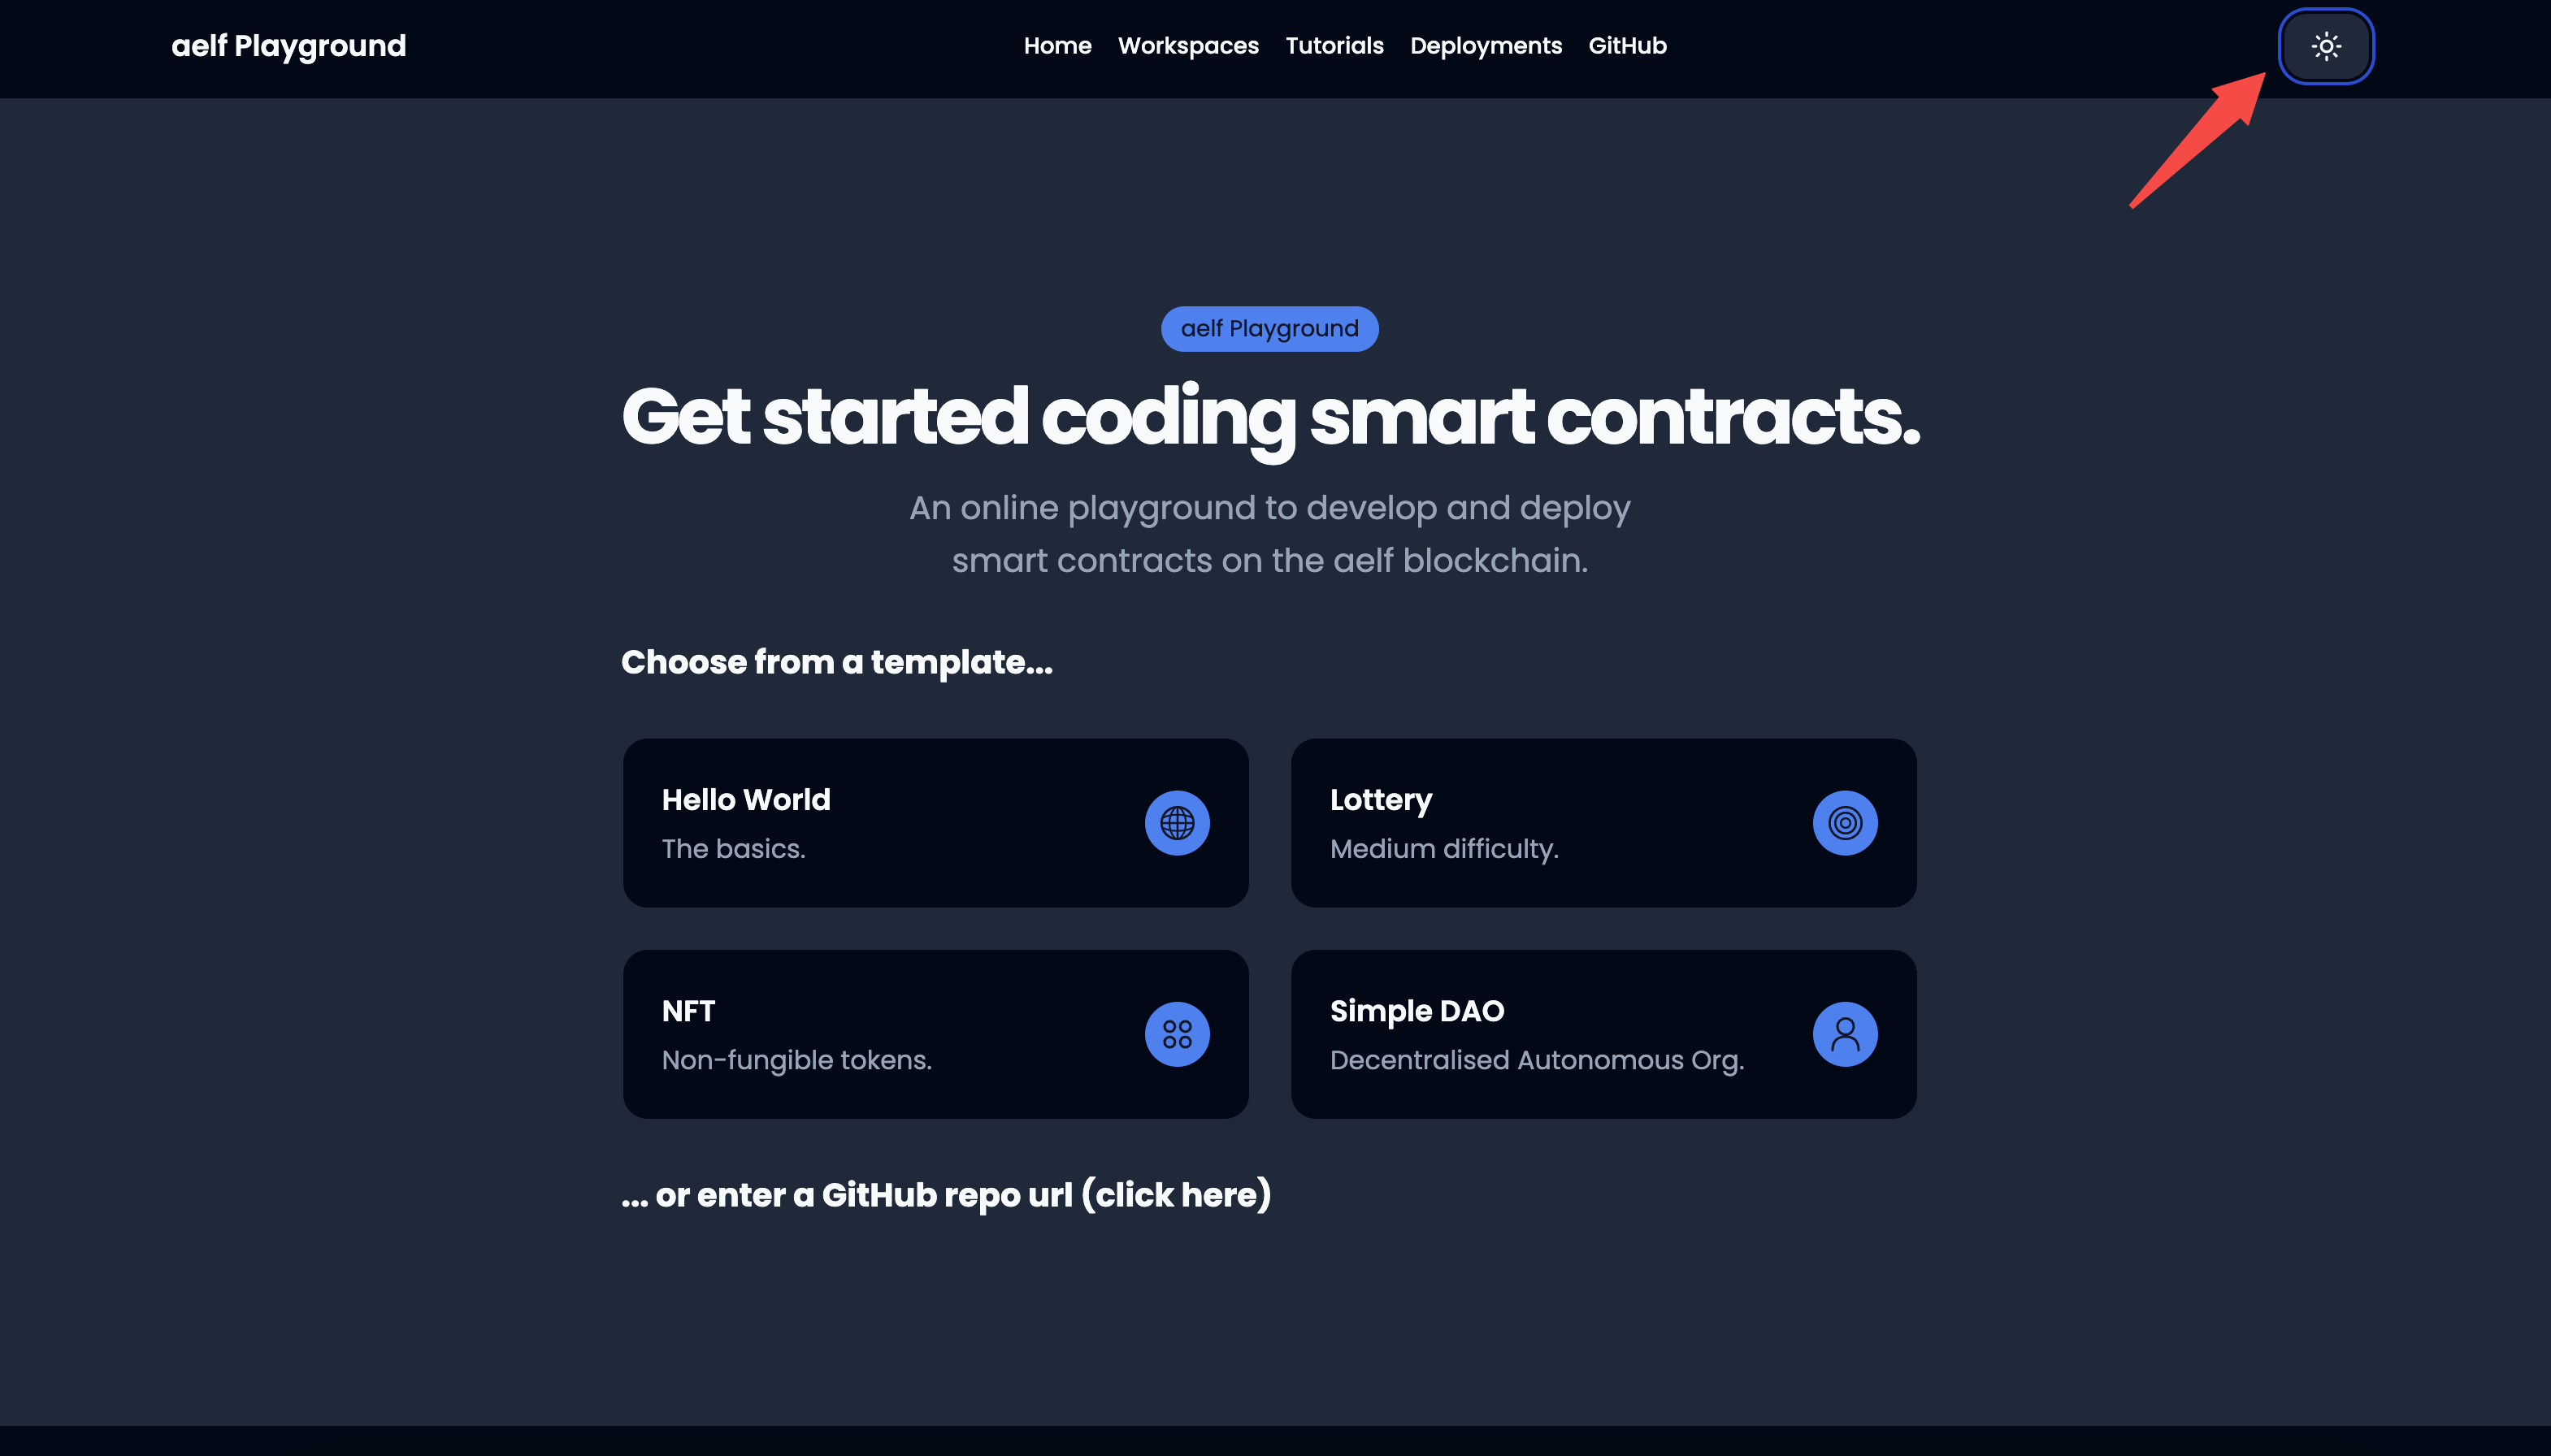 aelf Playground
Home Workspaces Tutorials Deployments GitHub
aelf Playground
Get started coding smart contracts.
An online playground to develop and deploy
smart contracts on the aelf blockchain.
Choose from a template...
Hello World
The basics.
Lottery
Medium difficulty.
NFT
Non-fungible tokens.
Simple DAO
Decentralised Autonomous Org.
... or enter a GitHub repo url (click here)